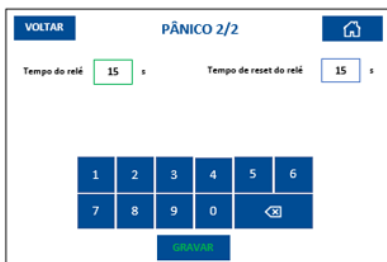 VOLTAR PÂNICO 2/2
Tempo do relé 15 s Tempo de reset do relé 15 s
1 2 3 4 5 6
7 8 9 0
GRAVAR